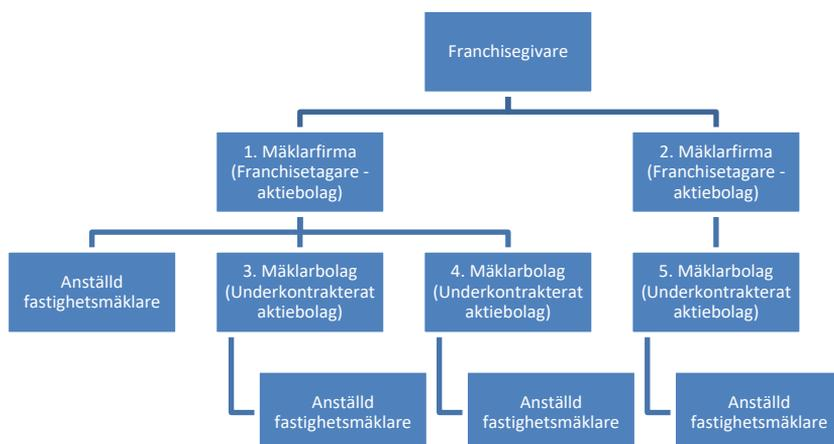 Franchisegivare
1. Mäklarfirma
(Franchisetagare -
aktiebolag)
2. Mäklarfirma
(Franchisetagare -
aktiebolag)
Anställd
fastighetsmäklare
3. Mäklarbolag
(Underkontrakterat
aktiebolag)
4. Mäklarbolag
(Underkontrakterat
aktiebolag)
5. Mäklarbolag
(Underkontrakterat
aktiebolag)
Anställd
fastighetsmäklare
Anställd
fastighetsmäklare
Anställd
fastighetsmäklare